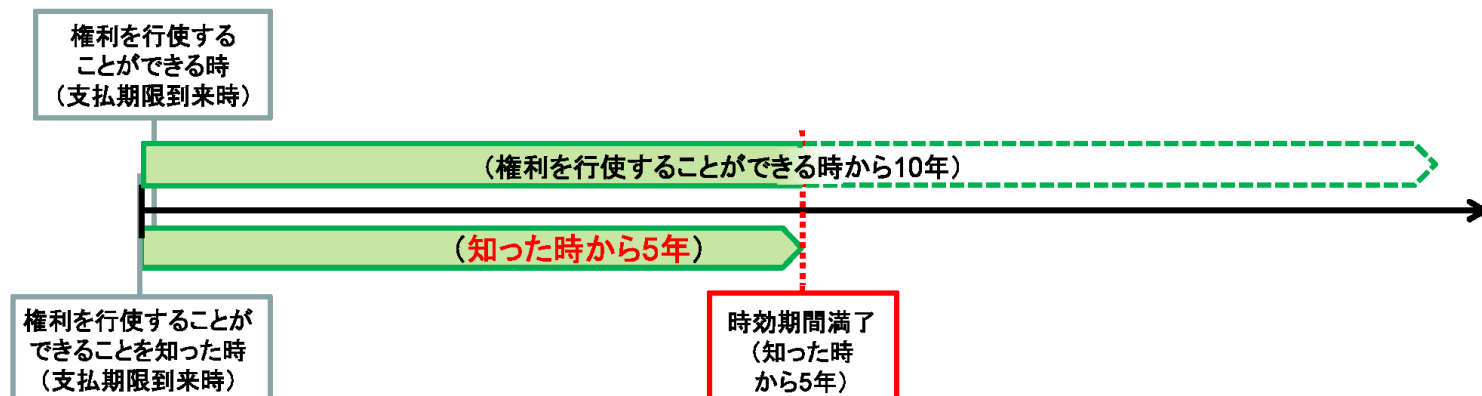 権利を行使する
ことができる時
（支払期限到来時）
（権利を行使することができる時から10年）
（知った時から5年）
権利を行使することが
できることを知った時
（支払期限到来時）
時効期間満了
（知った時
から5年）